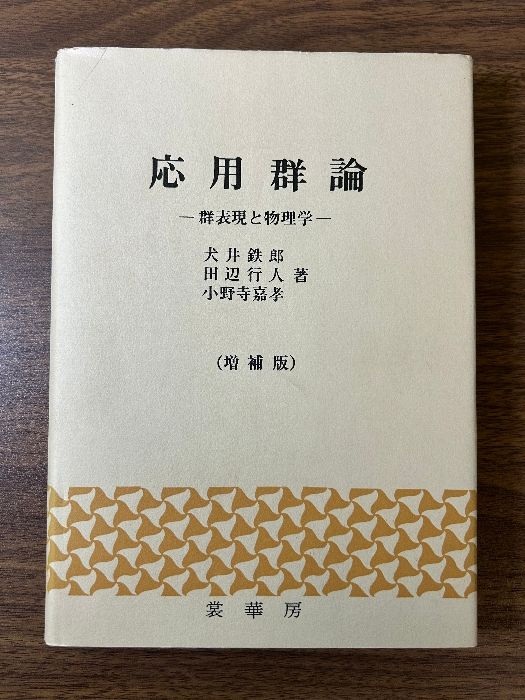 応用群論
―群表現と物理学―
犬井鉄郎
田辺行人 著
小野寺嘉孝
(増補版)
裳華房